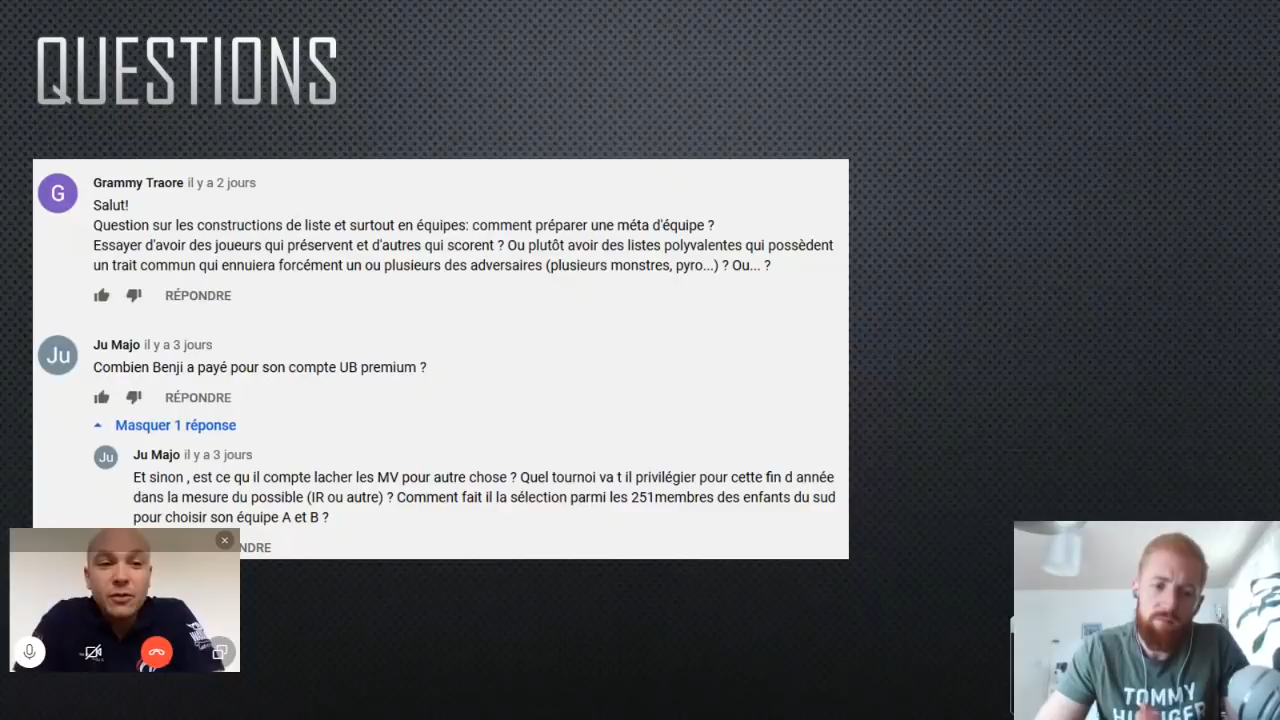 QUESTIONS
G
Grammy Traore il y a 2 jours
Salut!
Question sur les constructions de liste et surtout en équipes: comment préparer une méta d'équipe ?
Essayer d'avoir des joueurs qui préservent et d'autres qui scorent ? Ou plutôt avoir des listes polyvalentes qui possèdent
un trait commun qui ennuiera forcément un ou plusieurs des adversaires (plusieurs monstres, pyro...) ? Ou... ?
RÉPONDRE
Ju
Ju Majo il y a 3 jours
Combien Benji a payé pour son compte UB premium ?
RÉPONDRE
Masquer 1 réponse
Ju
Ju Majo il y a 3 jours
Et sinon , est ce qu il compte lacher les MV pour autre chose ? Quel tournoi va t il privilégier pour cette fin d année
dans la mesure du possible (IR ou autre) ? Comment fait il la sélection parmi les 251membres des enfants du sud
pour choisir son équipe A et B ?
NDRE
TOMMY
HILFIGER